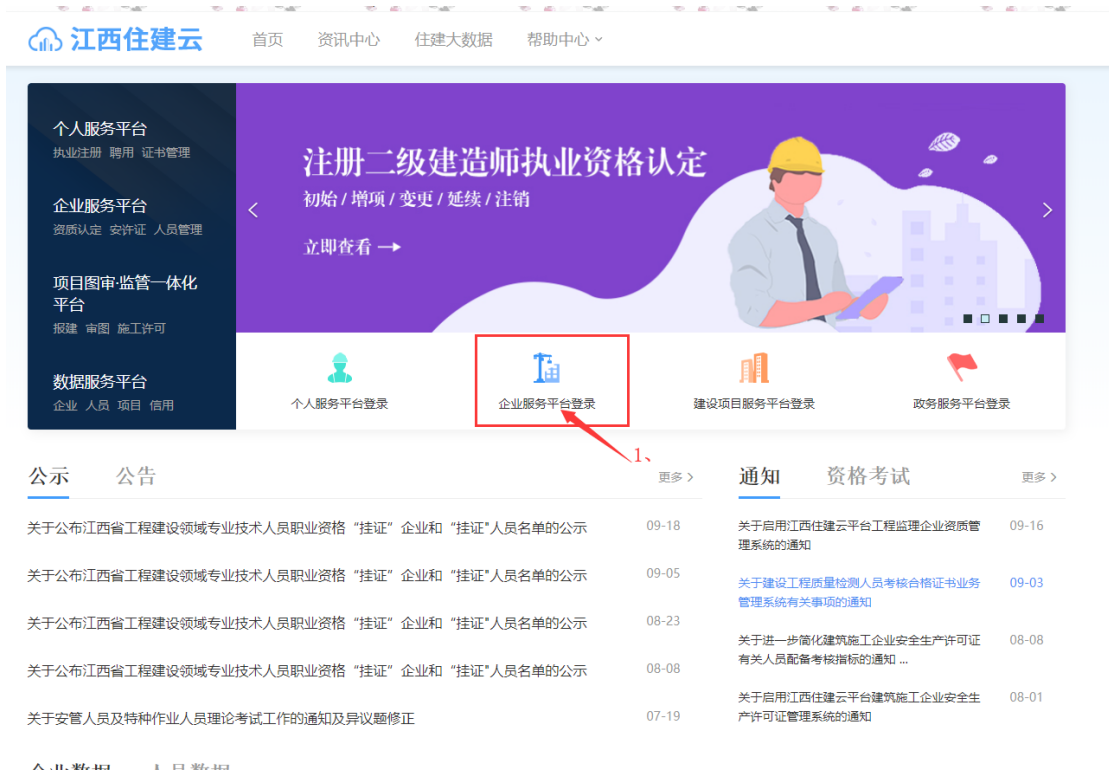 江西住建云
首页 资讯中心 住建大数据 帮助中心
个人服务平台
执业注册 聘用 证书管理
企业服务平台
资质认定 安许证 人员管理
项目图审·监管一体化
平台
报建 审图 施工许可
数据服务平台
企业 人员 项目 信用
注册二级建造师执业资格认定
初始 / 增项 / 变更 / 延续 / 注销
立即查看
个人服务平台登录
企业服务平台登录
建设项目服务平台登录
政务服务平台登录
1、
公示 公告 更多
关于公布江西省工程建设领域专业技术人员职业资格“挂证”企业和“挂证"人员名单的公示 09-18
关于公布江西省工程建设领域专业技术人员职业资格“挂证”企业和“挂证"人员名单的公示 09-05
关于公布江西省工程建设领域专业技术人员职业资格“挂证”企业和“挂证"人员名单的公示 08-23
关于公布江西省工程建设领域专业技术人员职业资格“挂证”企业和“挂证"人员名单的公示 08-08
关于安管人员及特种作业人员理论考试工作的通知及异议题修正 07-19
通知 资格考试 更多
关于启用江西住建云平台工程监理企业资质管 09-16
理系统的通知
关于建设工程质量检测人员考核合格证书业务 09-03
管理系统有关事项的通知
关于进一步简化建筑施工企业安全生产许可证 08-08
有关人员配备考核指标的通知 ...
关于启用江西住建云平台建筑施工企业安全生 08-01
产许可证管理系统的通知
企业数据 人员数据